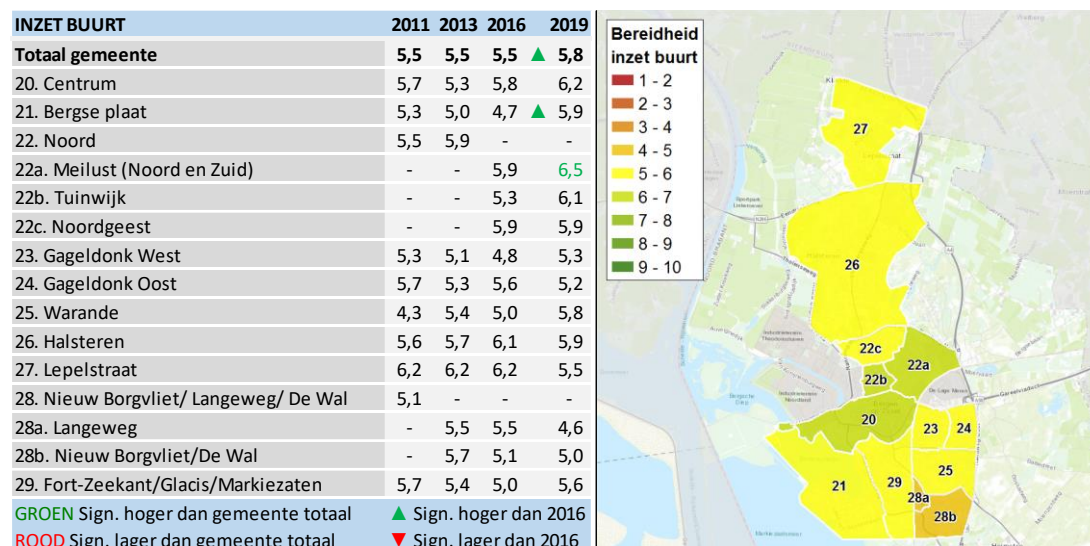 INZET BUURT 2011 2013 2016 2019
Totaal gemeente 5,5 5,5 5,5 ▲ 5,8
20. Centrum 5,7 5,3 5,8 6,2
21. Bergse plaat 5,3 5,0 4,7 ▲ 5,9
22. Noord 5,5 5,9 - -
22a. Meilust (Noord en Zuid) - - 5,9 6,5
22b. Tuinwijk - - 5,3 6,1
22c. Noordgeest - - 5,9 5,9
23. Gageldonk West 5,3 5,1 4,8 5,3
24. Gageldonk Oost 5,7 5,3 5,6 5,2
25. Warande 4,3 5,4 5,0 5,8
26. Halsteren 5,6 5,7 6,1 5,9
27. Lepelstraat 6,2 6,2 6,2 5,5
28. Nieuw Borgvliet/ Langeweg/ De Wal 5,1 - - -
28a. Langeweg - 5,5 5,5 4,6
28b. Nieuw Borgvliet/De Wal - 5,7 5,1 5,0
29. Fort-Zeekant/Glacis/Markiezaten 5,7 5,4 5,0 5,6
GROEN Sign. hoger dan gemeente totaal ▲ Sign. hoger dan 2016
ROOD Sign. lager dan gemeente totaal ▼ Sign. lager dan 2016
Bereidheid
inzet buurt
1 - 2
2 - 3
3 - 4
4 - 5
5 - 6
6 - 7
7 - 8
8 - 9
9 - 10
27
26
22c
22a
22b
20
23 24
25
21
29
28a
28b